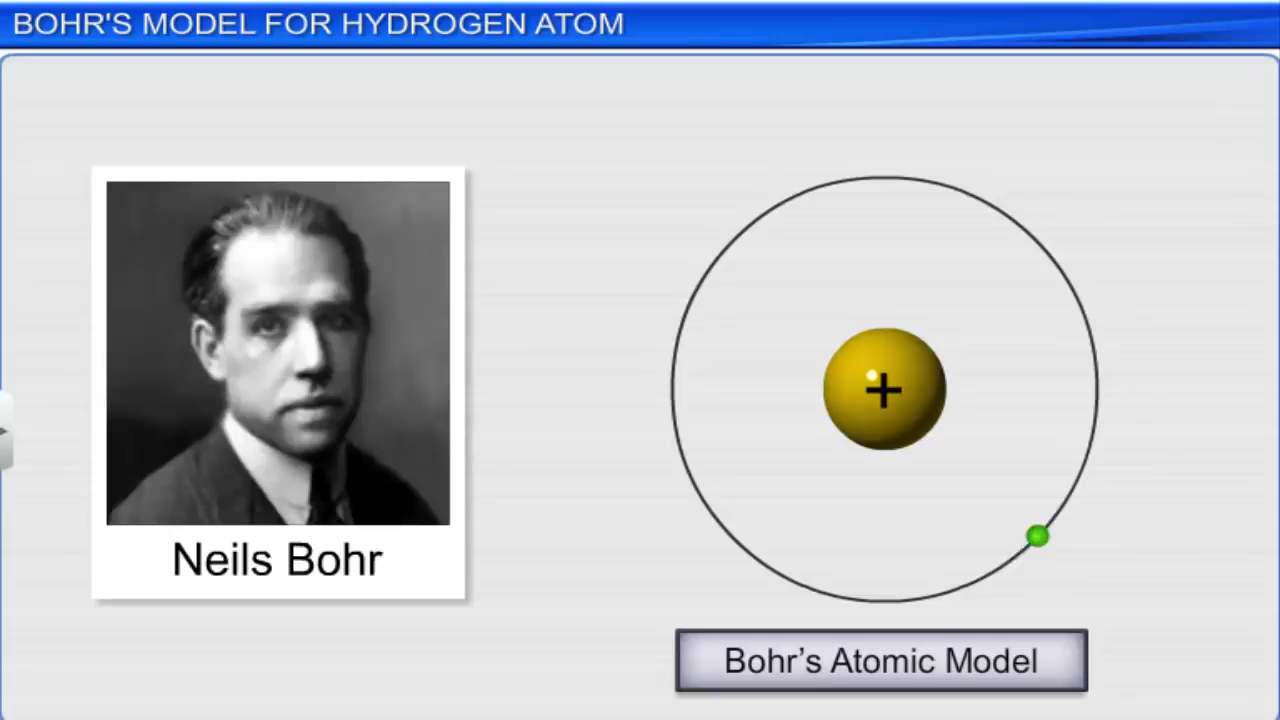 BOHR'S MODEL FOR HYDROGEN ATOM
+
Neils Bohr
Bohr’s Atomic Model